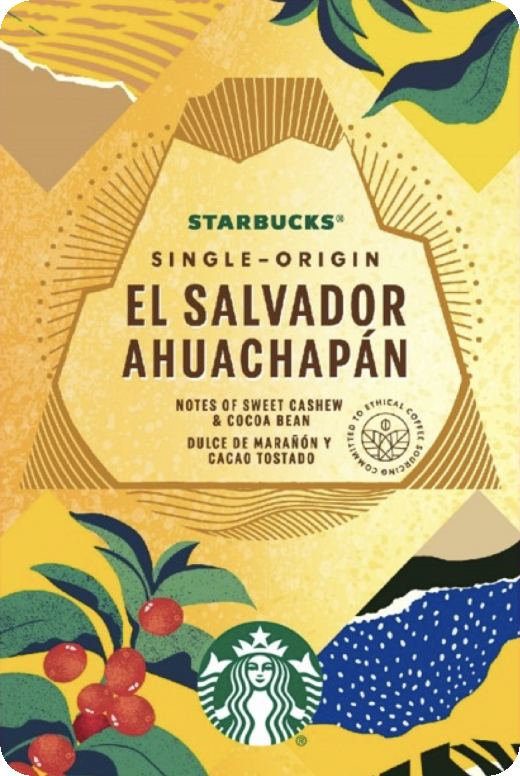 STARBUCKS®
SINGLE-ORIGIN
EL SALVADOR
AHUACHAPÁN
NOTES OF SWEET CASHEW
& COCOA BEAN
DULCE DE MARAÑÓN Y
CACAO TOSTADO
COMMITTED TO ETHICAL COFFEE SOURCING
®